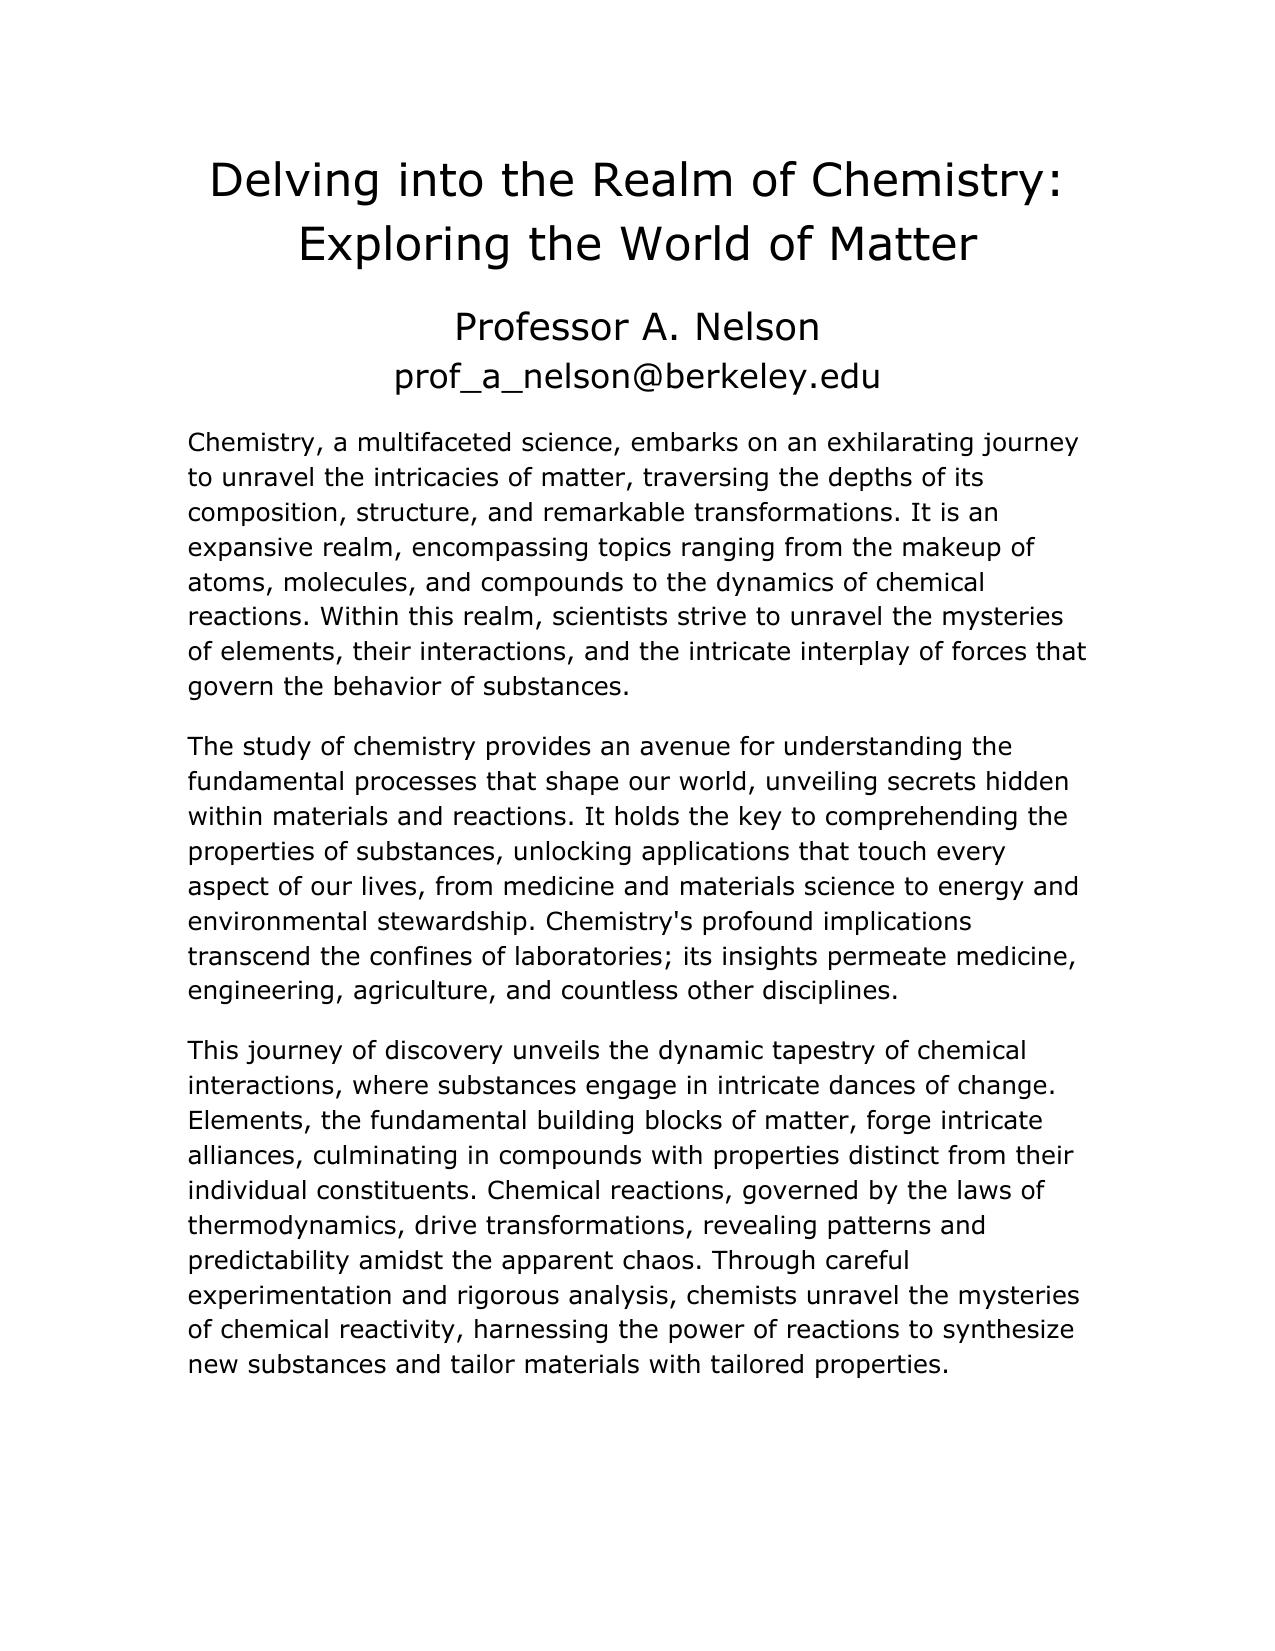 Delving into the Realm of Chemistry:
Exploring the World of Matter
Professor A. Nelson
prof_a_nelson@berkeley.edu
Chemistry, a multifaceted science, embarks on an exhilarating journey
to unravel the intricacies of matter, traversing the depths of its
composition, structure, and remarkable transformations. It is an
expansive realm, encompassing topics ranging from the makeup of
atoms, molecules, and compounds to the dynamics of chemical
reactions. Within this realm, scientists strive to unravel the mysteries
of elements, their interactions, and the intricate interplay of forces that
govern the behavior of substances.
The study of chemistry provides an avenue for understanding the
fundamental processes that shape our world, unveiling secrets hidden
within materials and reactions. It holds the key to comprehending the
properties of substances, unlocking applications that touch every
aspect of our lives, from medicine and materials science to energy and
environmental stewardship. Chemistry's profound implications
transcend the confines of laboratories; its insights permeate medicine,
engineering, agriculture, and countless other disciplines.
This journey of discovery unveils the dynamic tapestry of chemical
interactions, where substances engage in intricate dances of change.
Elements, the fundamental building blocks of matter, forge intricate
alliances, culminating in compounds with properties distinct from their
individual constituents. Chemical reactions, governed by the laws of
thermodynamics, drive transformations, revealing patterns and
predictability amidst the apparent chaos. Through careful
experimentation and rigorous analysis, chemists unravel the mysteries
of chemical reactivity, harnessing the power of reactions to synthesize
new substances and tailor materials with tailored properties.